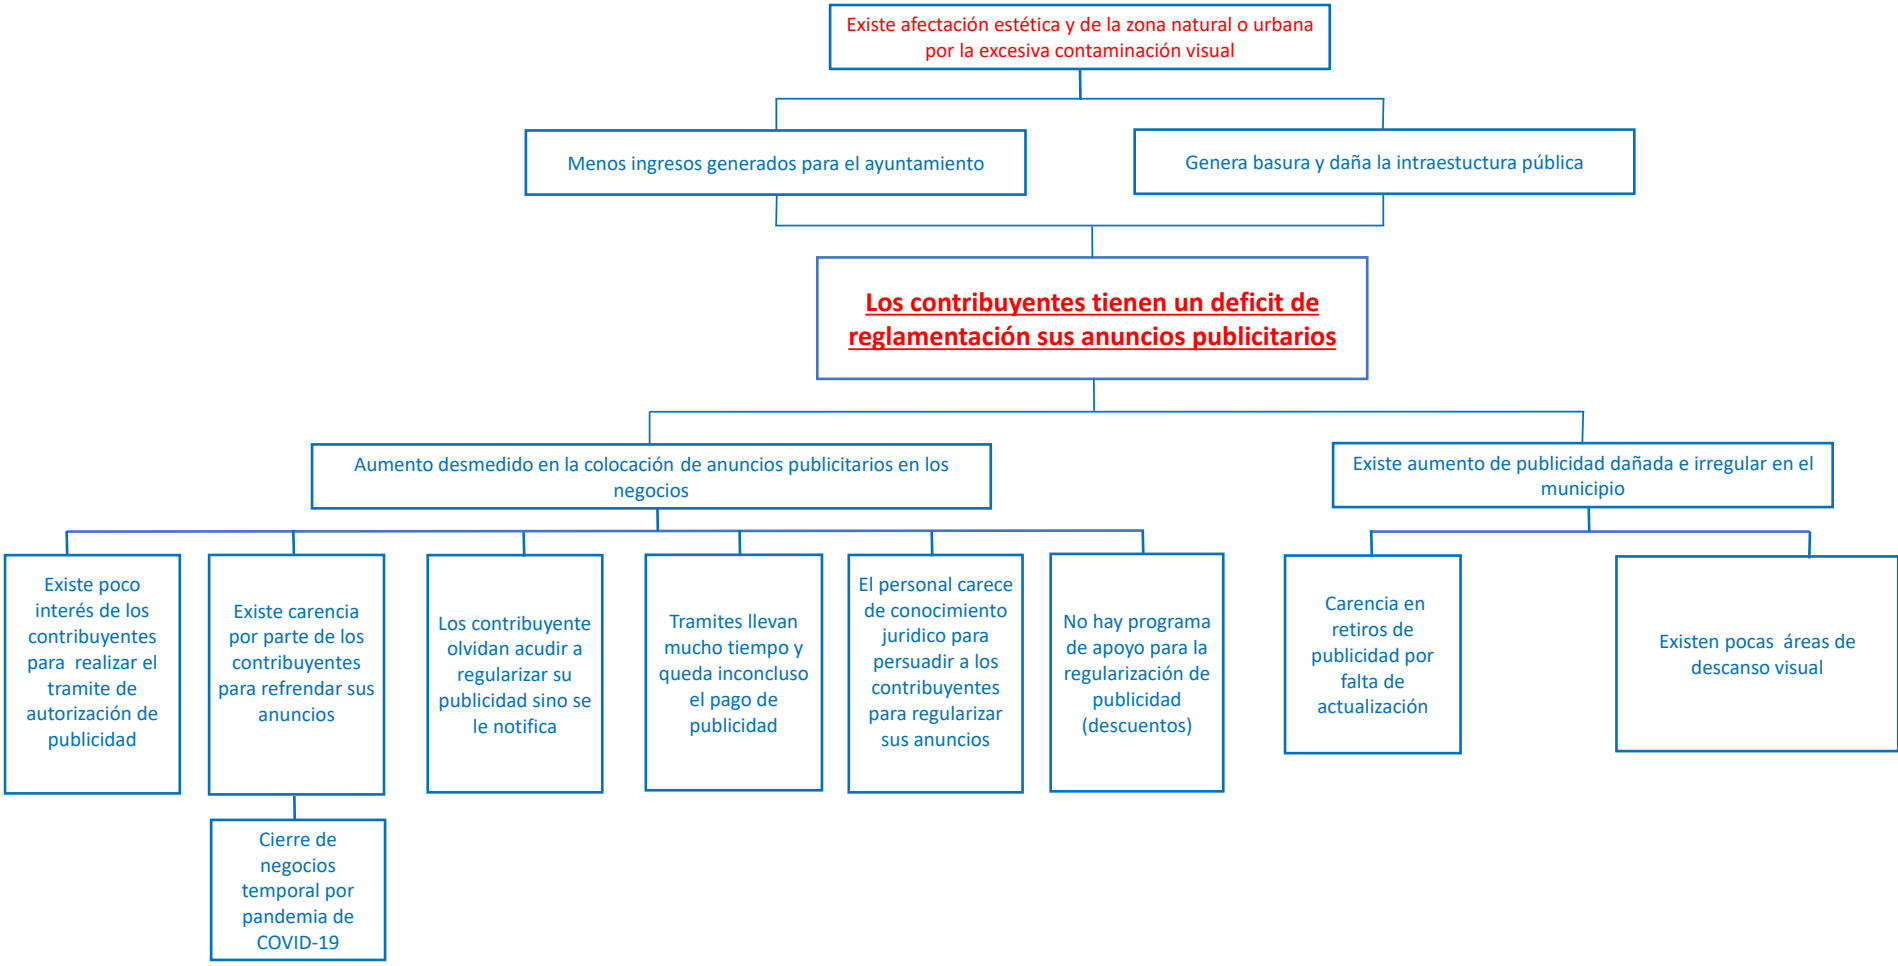 Existe afectación estética y de la zona natural o urbana
por la excesiva contaminación visual
Menos ingresos generados para el ayuntamiento
Genera basura y daña la intraestuctura pública
Los contribuyentes tienen un deficit de
reglamentación sus anuncios publicitarios
Aumento desmedido en la colocación de anuncios publicitarios en los
negocios
Existe aumento de publicidad dañada e irregular en el
municipio
Existe poco
interés de los
contribuyentes
para realizar el
tramite de
autorización de
publicidad
Existe carencia
por parte de los
contribuyentes
para refrendar sus
anuncios
Los contribuyente
olvidan acudir a
regularizar su
publicidad sino se
le notifica
Tramites llevan
mucho tiempo y
queda inconcluso
el pago de
publicidad
El personal carece
de conocimiento
juridico para
persuadir a los
contribuyentes
para regularizar
sus anuncios
No hay programa
de apoyo para la
regularización de
publicidad
(descuentos)
Carencia en
retiros de
publicidad por
falta de
actualización
Existen pocas áreas de
descanso visual
Cierre de
negocios
temporal por
pandemia de
COVID-19